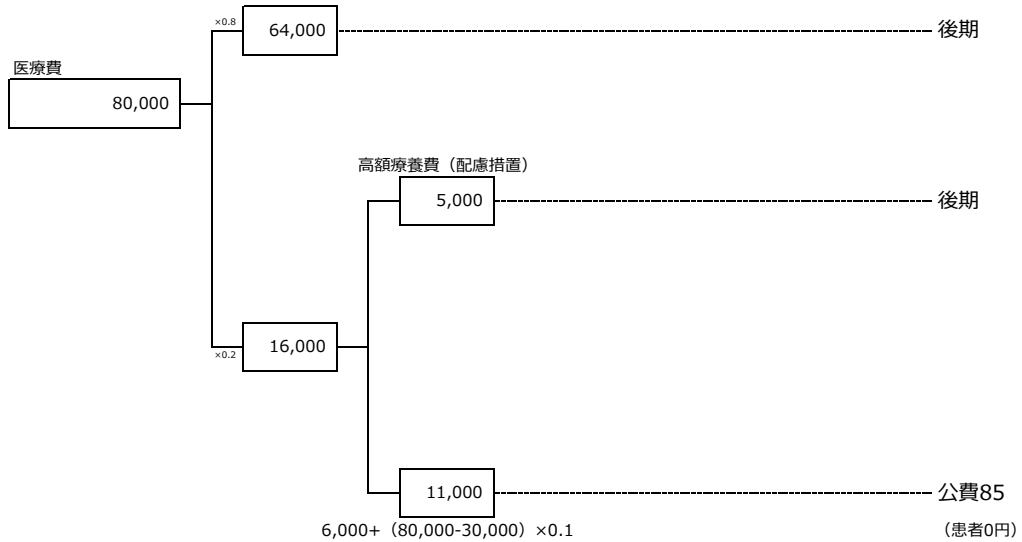 ×0.8
64,000
後期
医療費
80,000
高額療養費（配慮措置）
5,000
後期
×0.2
16,000
11,000
公費85
6,000+（80,000-30,000）×0.1
（患者0円）